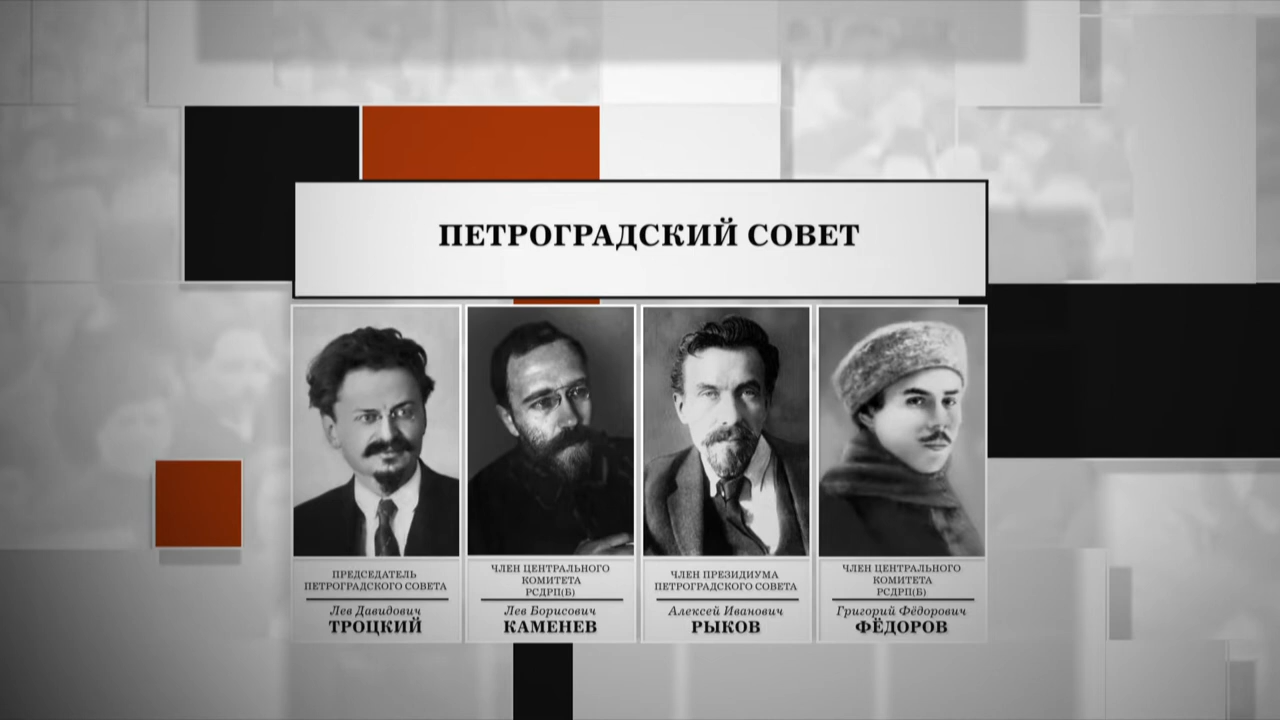 ПЕТРОГРАДСКИЙ СОВЕТ
ПРЕДСЕДАТЕЛЬ
ПЕТРОГРАДСКОГО СОВЕТА
Лев Давидович
ТРОЦКИЙ
ЧЛЕН ЦЕНТРАЛЬНОГО
КОМИТЕТА
РСДРП(Б)
Лев Борисович
КАМЕНЕВ
ЧЛЕН ПРЕЗИДИУМА
ПЕТРОГРАДСКОГО СОВЕТА
Алексей Иванович
РЫКОВ
ЧЛЕН ЦЕНТРАЛЬНОГО
КОМИТЕТА
РСДРП(Б)
Григорий Фёдорович
ФЁДОРОВ